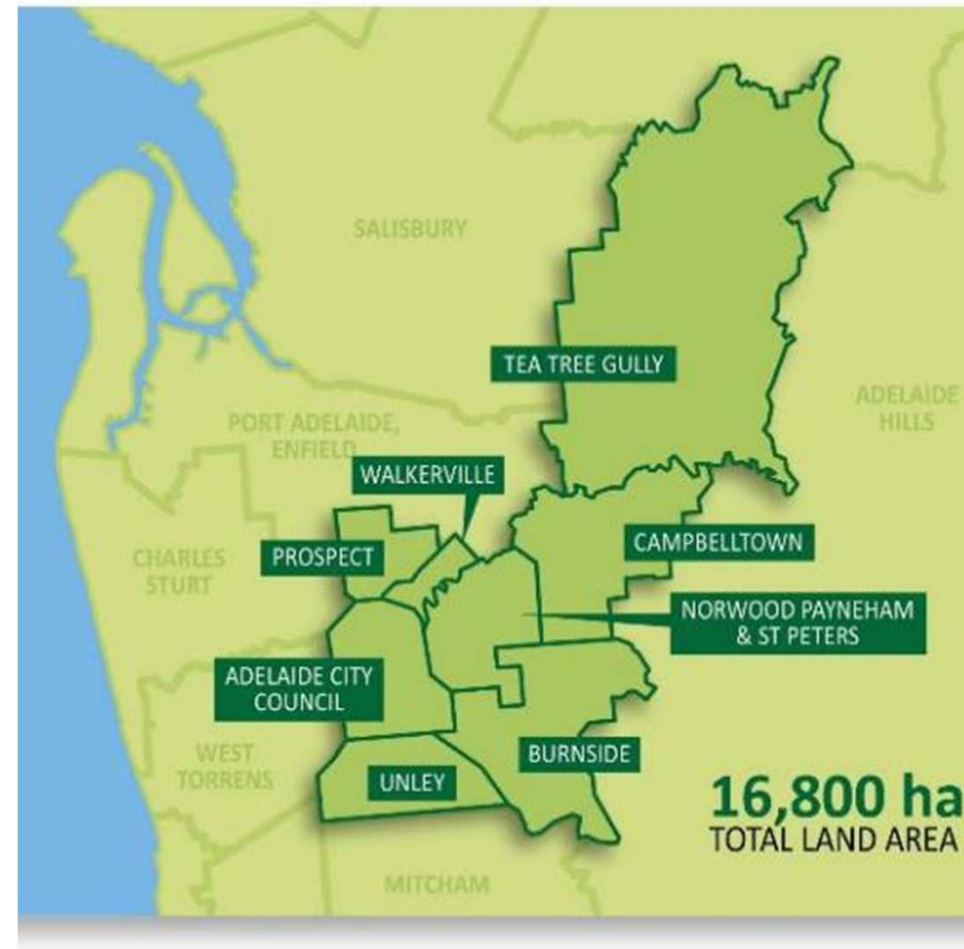 SALISBURY
TEA TREE GULLY
ADELAIDE
HILLS
PORT ADELAIDE,
ENFIELD
WALKERVILLE
PROSPECT
CAMPBELLTOWN
CHARLES
STURT
NORWOOD PAYNEHAM
& ST PETERS
ADELAIDE CITY
COUNCIL
WEST
TORRENS
BURNSIDE
UNLEY
16,800 ha
TOTAL LAND AREA
MITCHAM